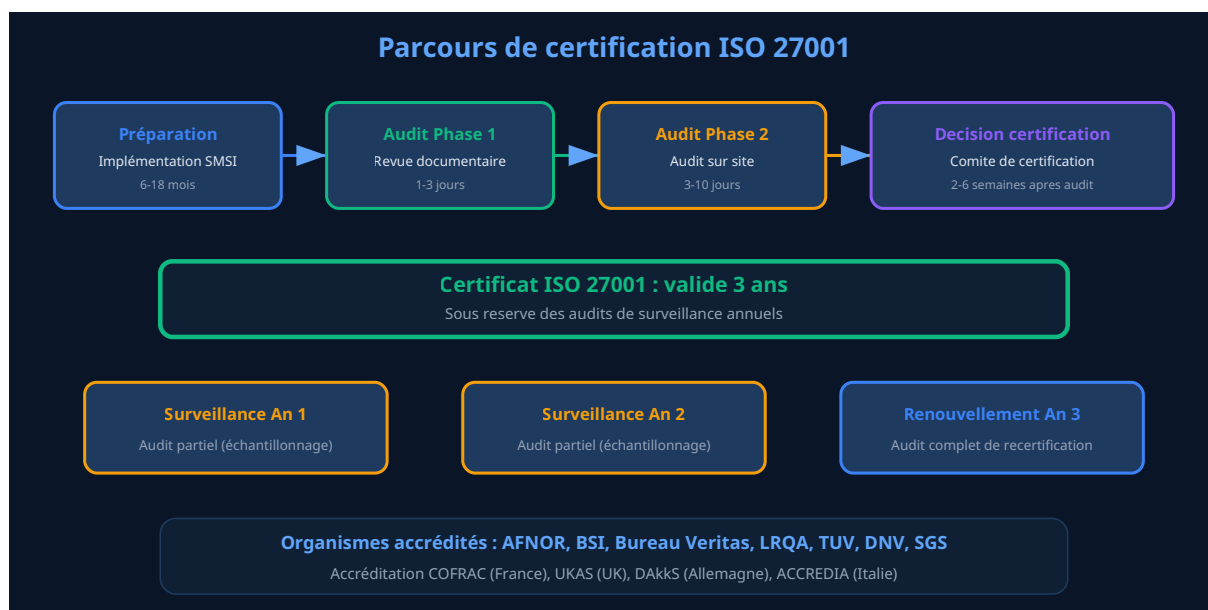 Parcours de certification ISO 27001
Préparation
Implémentation SMSI
6-18 mois
Audit Phase 1
Revue documentaire
1-3 jours
Audit Phase 2
Audit sur site
3-10 jours
Decision certification
Comite de certification
2-6 semaines apres audit
Certificat ISO 27001 : valide 3 ans
Sous reserve des audits de surveillance annuels
Surveillance An 1
Audit partiel (échantillonnage)
Surveillance An 2
Audit partiel (échantillonnage)
Renouvellement An 3
Audit complet de recertification
Organismes accrédités : AFNOR, BSI, Bureau Veritas, LRQA, TUV, DNV, SGS
Accréditation COFRAC (France), UKAS (UK), DAkkS (Allemagne), ACCREDIA (Italie)